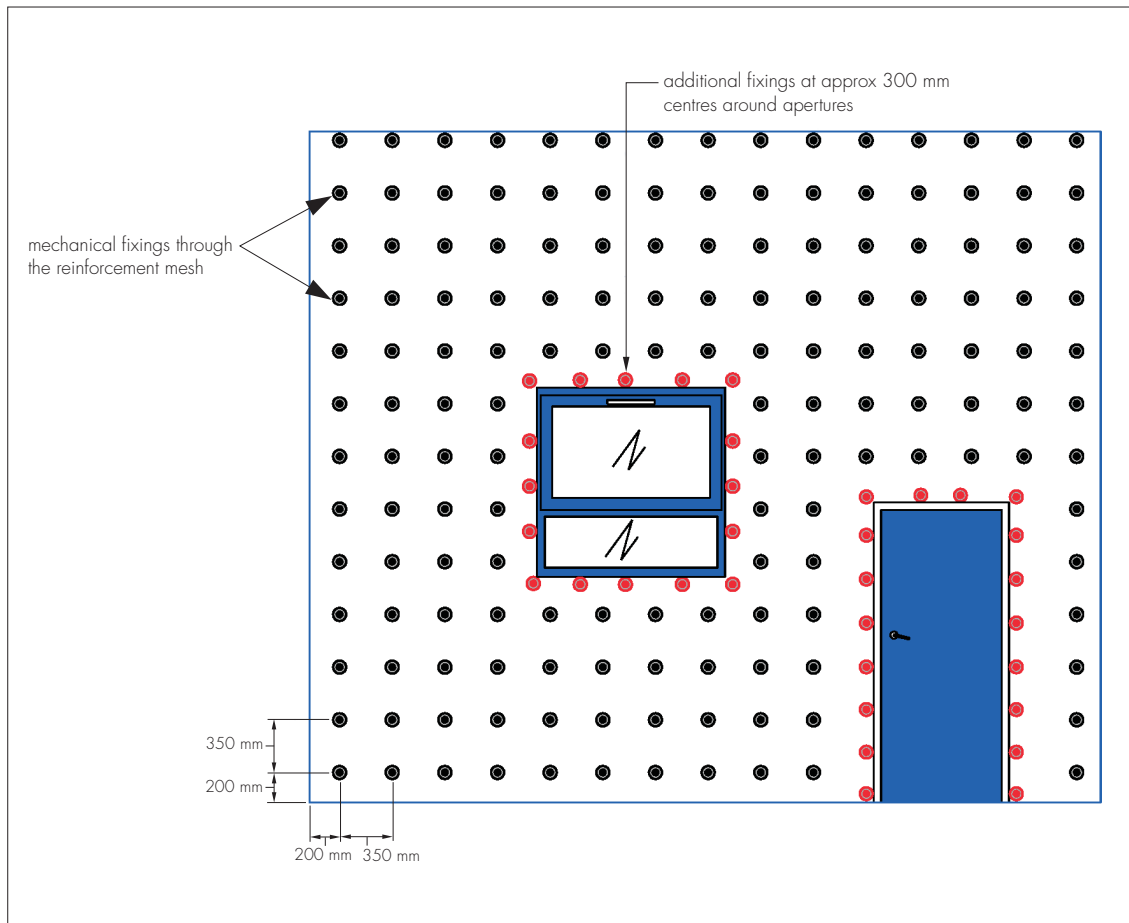 additional fixings at approx 300 mm
centres around apertures
mechanical fixings through
the reinforcement mesh
350 mm
200 mm
200 mm
350 mm